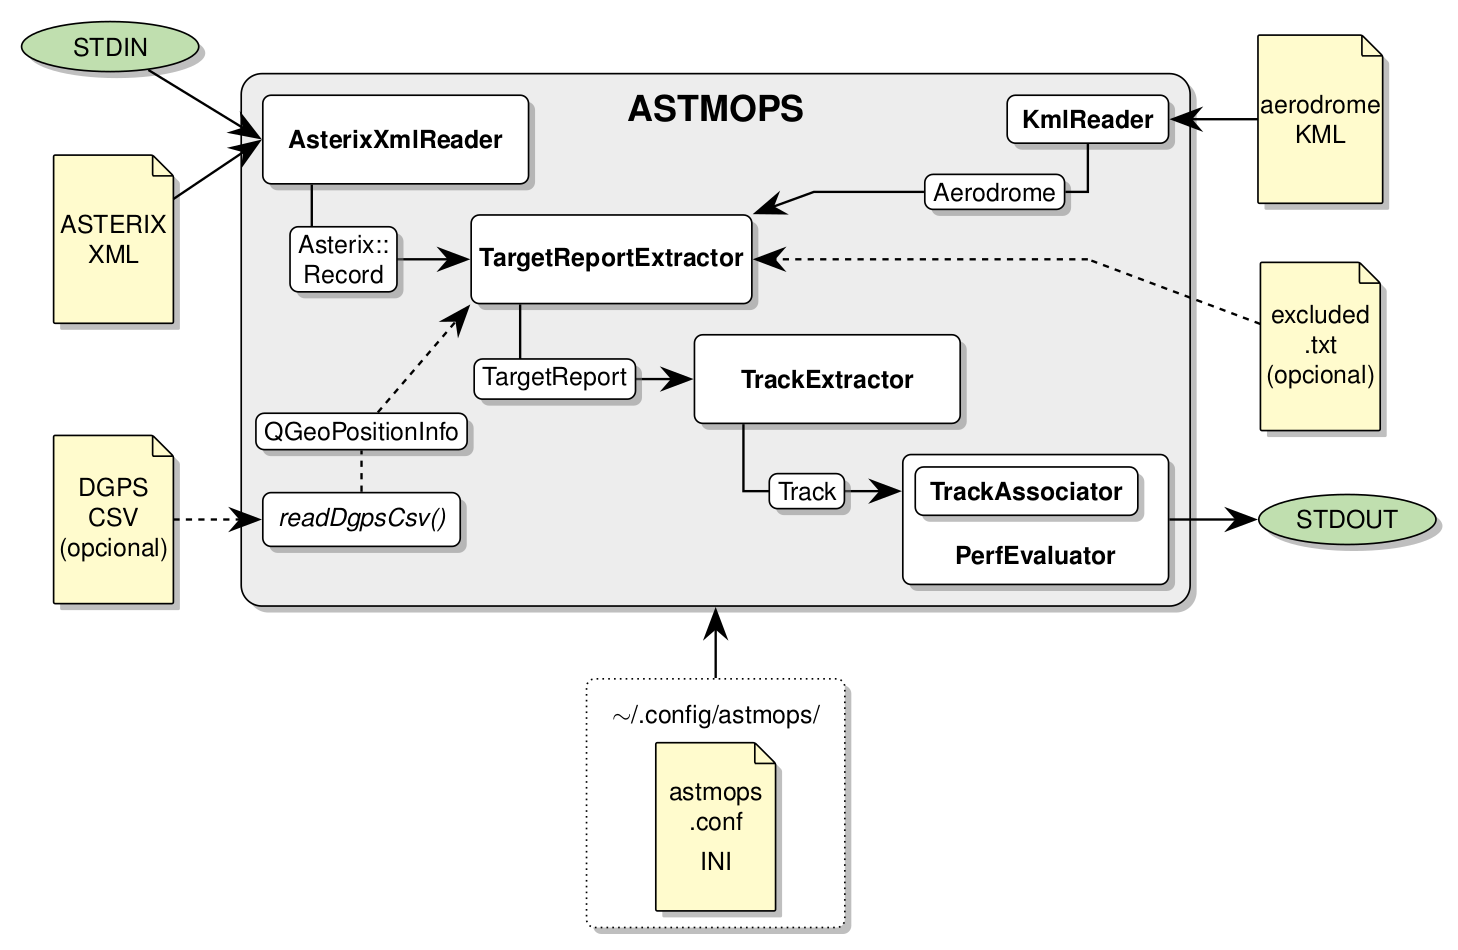 STDIN
ASTMOPS
AsterixXmlReader
KmlReader
aerodrome
KML
ASTERIX
XML
Asterix::
Record
Aerodrome
TargetReportExtractor
excluded
.txt
(opcional)
TargetReport
TrackExtractor
QGeoPositionInfo
DGPS
CSV
(opcional)
readDgpsCsv()
Track
TrackAssociator
PerfEvaluator
STDOUT
~/.config/astmops/
astmops
.conf
INI